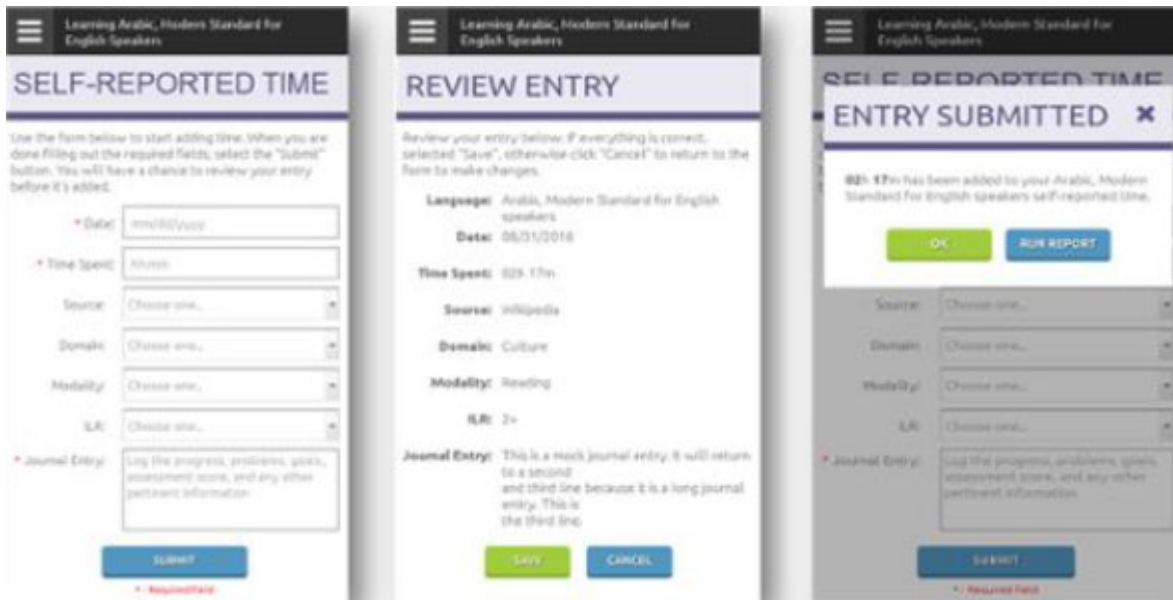 Learning Arabic, Modern Standard for
English Speakers
SELF-REPORTED TIME
Use the form below to start adding time. When you are
done filling out the required fields, select the "Submit"
button. You will have a chance to review your entry
before it's added.
* Date: mm/dd/yyyy
* Time Spent: hh:mm
Source: Choose one...
Domain: Choose one...
Modality: Choose one...
ILR: Choose one...
* Journal Entry: Log the progress, problems, goals,
assessment score, and any other
pertinent information
SUBMIT
* - Required Field
Learning Arabic, Modern Standard for
English Speakers
REVIEW ENTRY
Review your entry below. If everything is correct,
selected "Save", otherwise click "Cancel" to return to the
form to make changes.
Language: Arabic, Modern Standard for English
speakers
Date: 08/31/2016
Time Spent: 02h 17m
Source: Wikipedia
Domain: Culture
Modality: Reading
ILR: 2+
Journal Entry: This is a mock journal entry. It will return
to a second
and third line because it is a long journal
entry. This is
the third line.
SAVE CANCEL
Learning Arabic, Modern Standard for
English Speakers
SELF-REPORTED TIME
ENTRY SUBMITTED ×
02h 17m has been added to your Arabic, Modern
Standard for English speakers self-reported time.
OK RUN REPORT
Source: Choose one...
Domain: Choose one...
Modality: Choose one...
ILR: Choose one...
* Journal Entry: Log the progress, problems, goals,
assessment score, and any other
pertinent information
SUBMIT
* - Required Field